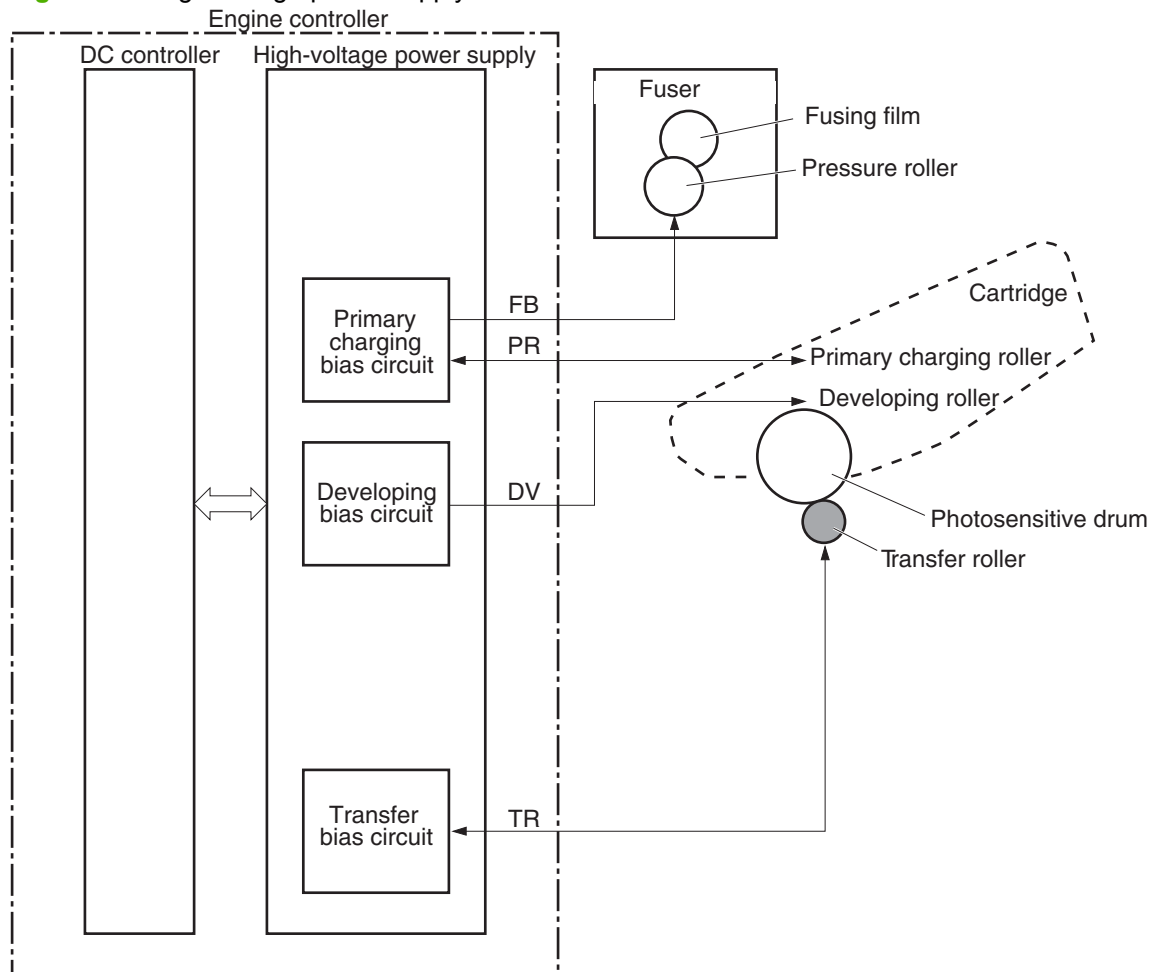 Engine controller
DC controller
High-voltage power supply
Fuser
Fusing film
Pressure roller
Primary
charging
bias circuit
FB
PR
Cartridge
Primary charging roller
Developing roller
Developing
bias circuit
DV
Photosensitive drum
Transfer roller
Transfer
bias circuit
TR